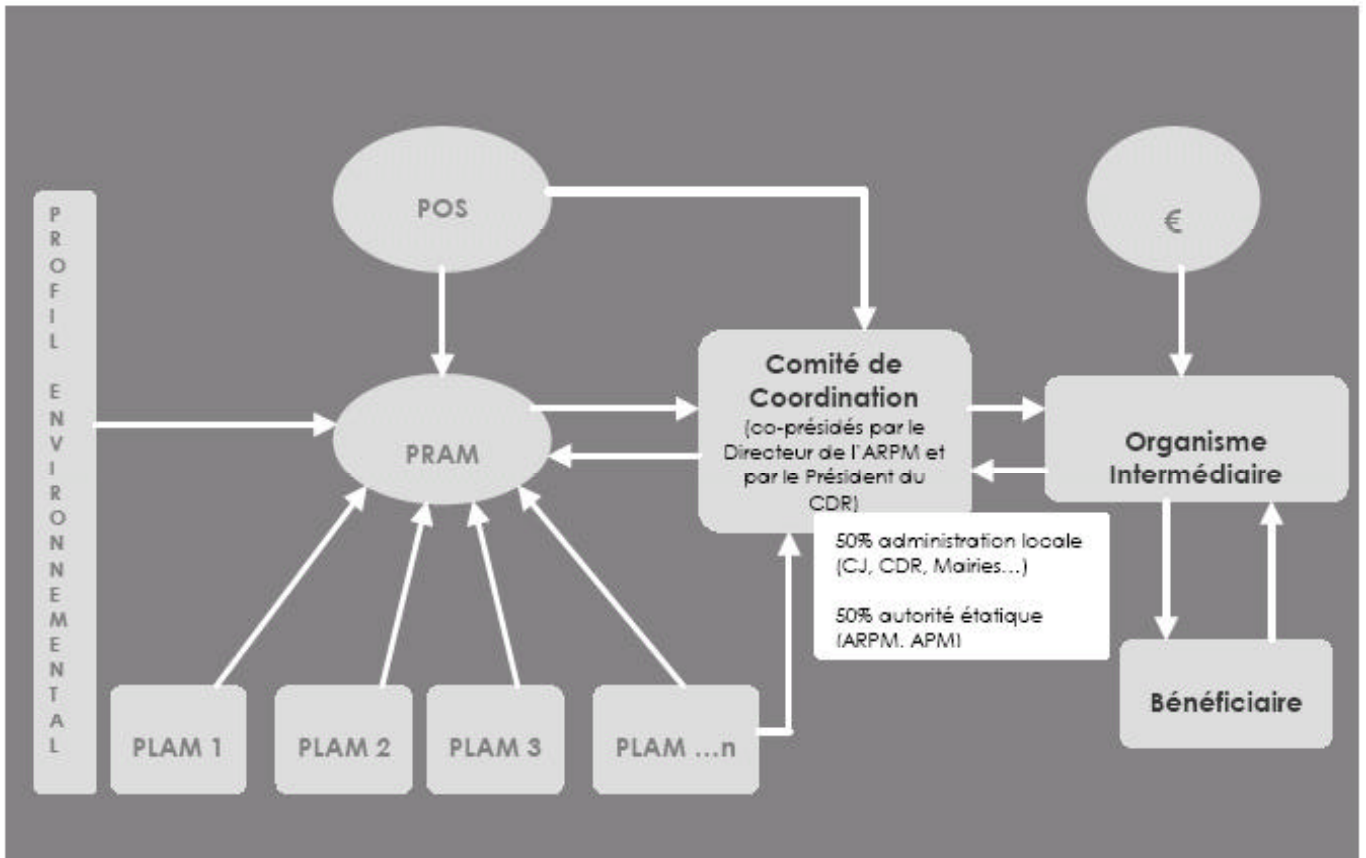 PROFIL ENVIRONNEMENTAL
POS
€
PRAM
Comité de
Coordination
(co-présidés par le
Directeur de l'ARPM et
par le Président du
CDR)
Organisme
Intermédiaire
50% administration locale
(CJ, CDR, Mairies...)
50% autorité étatique
(ARPM, APM)
Bénéficiaire
PLAM 1
PLAM 2
PLAM 3
PLAM ...n